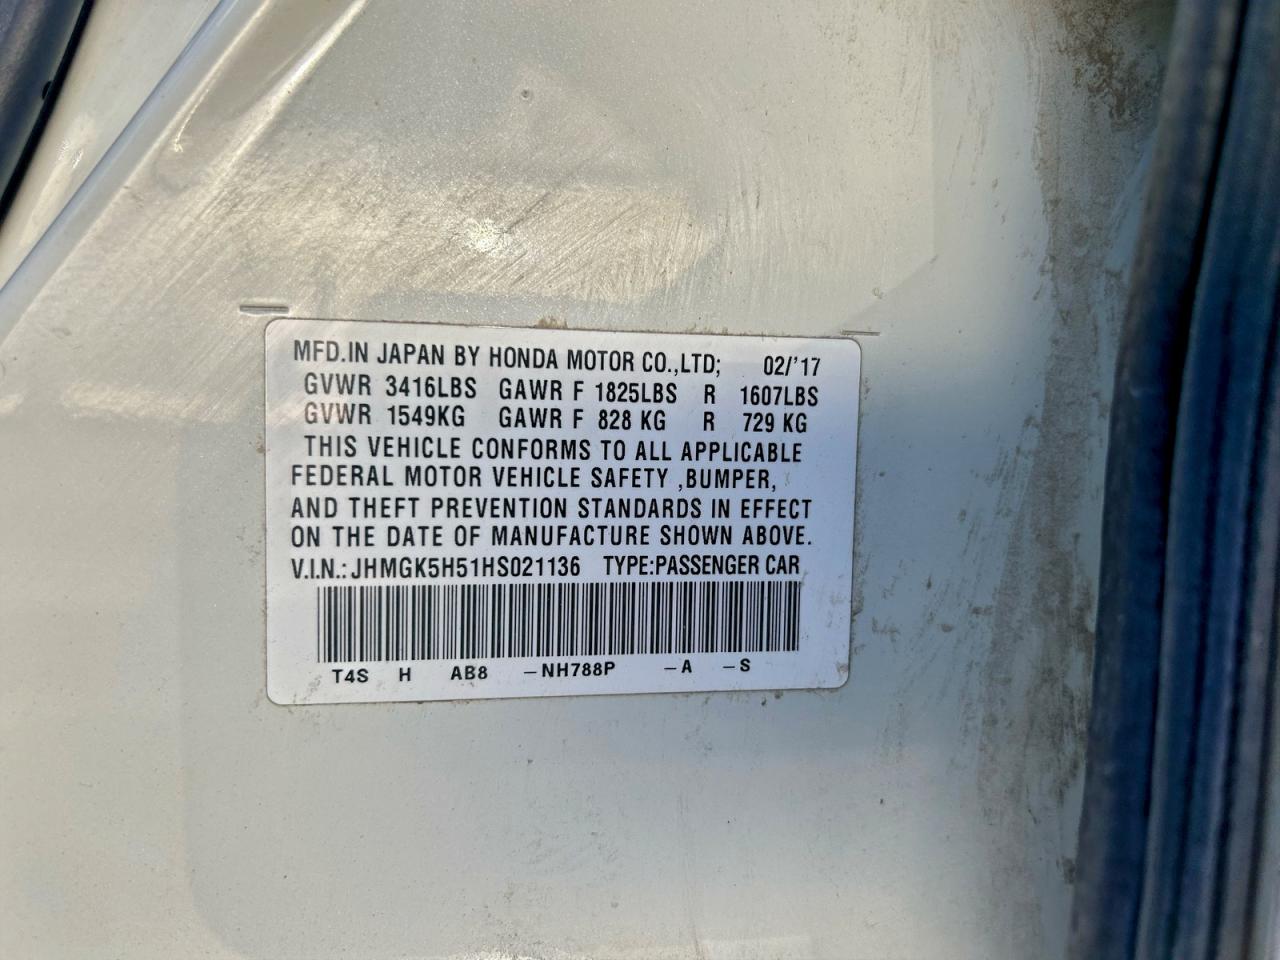 MFD.IN JAPAN BY HONDA MOTOR CO.,LTD; 02/'17
GVWR 3416LBS GAWR F 1825LBS R 1607LBS
GVWR 1549KG GAWR F 828 KG R 729 KG
THIS VEHICLE CONFORMS TO ALL APPLICABLE
FEDERAL MOTOR VEHICLE SAFETY ,BUMPER,
AND THEFT PREVENTION STANDARDS IN EFFECT
ON THE DATE OF MANUFACTURE SHOWN ABOVE.
V.I.N.: JHMGK5H51HS021136 TYPE:PASSENGER CAR
T4S H AB8 -NH788P -A -S